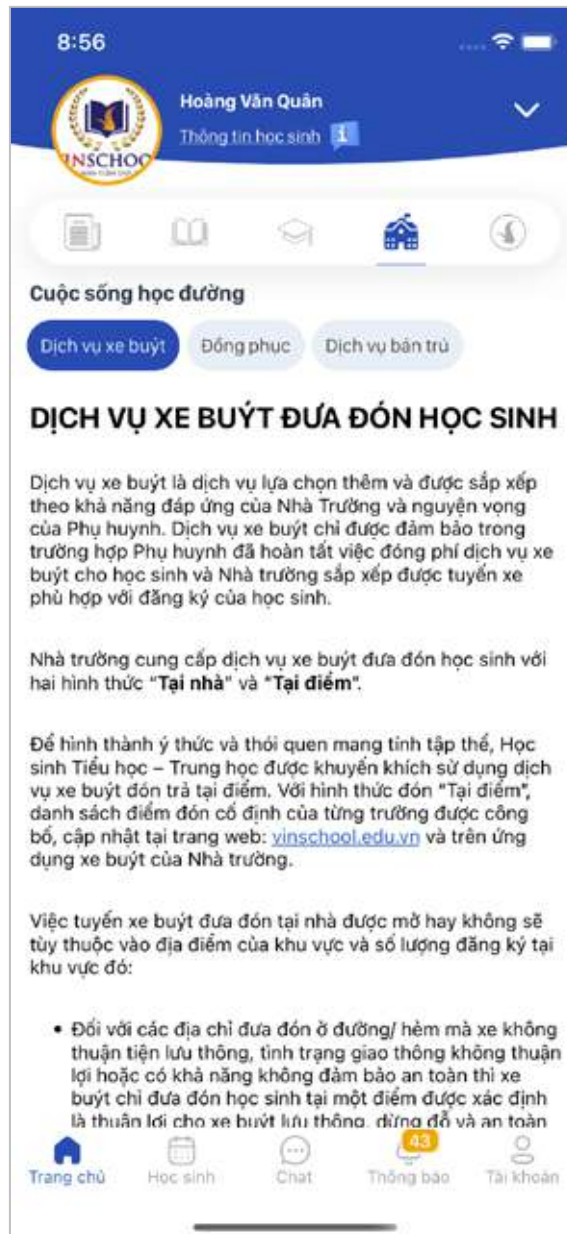 8:56
Hoàng Văn Quân
Thông tin học sinh
Cuộc sống học đường
Dịch vụ xe buýt
Đồng phục
Dịch vụ bán trú
DỊCH VỤ XE BUÝT ĐƯA ĐÓN HỌC SINH
Dịch vụ xe buýt là dịch vụ lựa chọn thêm và được sắp xếp
theo khả năng đáp ứng của Nhà Trường và nguyện vọng
của Phụ huynh. Dịch vụ xe buýt chỉ được đảm bảo trong
trường hợp Phụ huynh đã hoàn tất việc đóng phí dịch vụ xe
buýt cho học sinh và Nhà trường sắp xếp được tuyến xe
phù hợp với đăng ký của học sinh.
Nhà trường cung cấp dịch vụ xe buýt đưa đón học sinh với
hai hình thức “Tại nhà” và “Tại điểm”.
Để hình thành ý thức và thói quen mang tính tập thể, Học
sinh Tiểu học – Trung học được khuyến khích sử dụng dịch
vụ xe buýt đón trả tại điểm. Với hình thức đón “Tại điểm”,
danh sách điểm đón cố định của từng trường được công
bố, cập nhật tại trang web: vinschool.edu.vn và trên ứng
dụng xe buýt của Nhà trường.
Việc tuyến xe buýt đưa đón tại nhà được mở hay không sẽ
tùy thuộc vào địa điểm của khu vực và số lượng đăng ký tại
khu vực đó:
• Đối với các địa chỉ đưa đón ở đường/ hẻm mà xe không
thuận tiện lưu thông, tình trạng giao thông không thuận
lợi hoặc có khả năng không đảm bảo an toàn thì xe
buýt chỉ đưa đón học sinh tại một điểm được xác định
là thuận lợi cho xe buýt lưu thông, dừng đỗ và an toàn
43
Trang chủ
Học sinh
Chat
Thông báo
Tài khoản